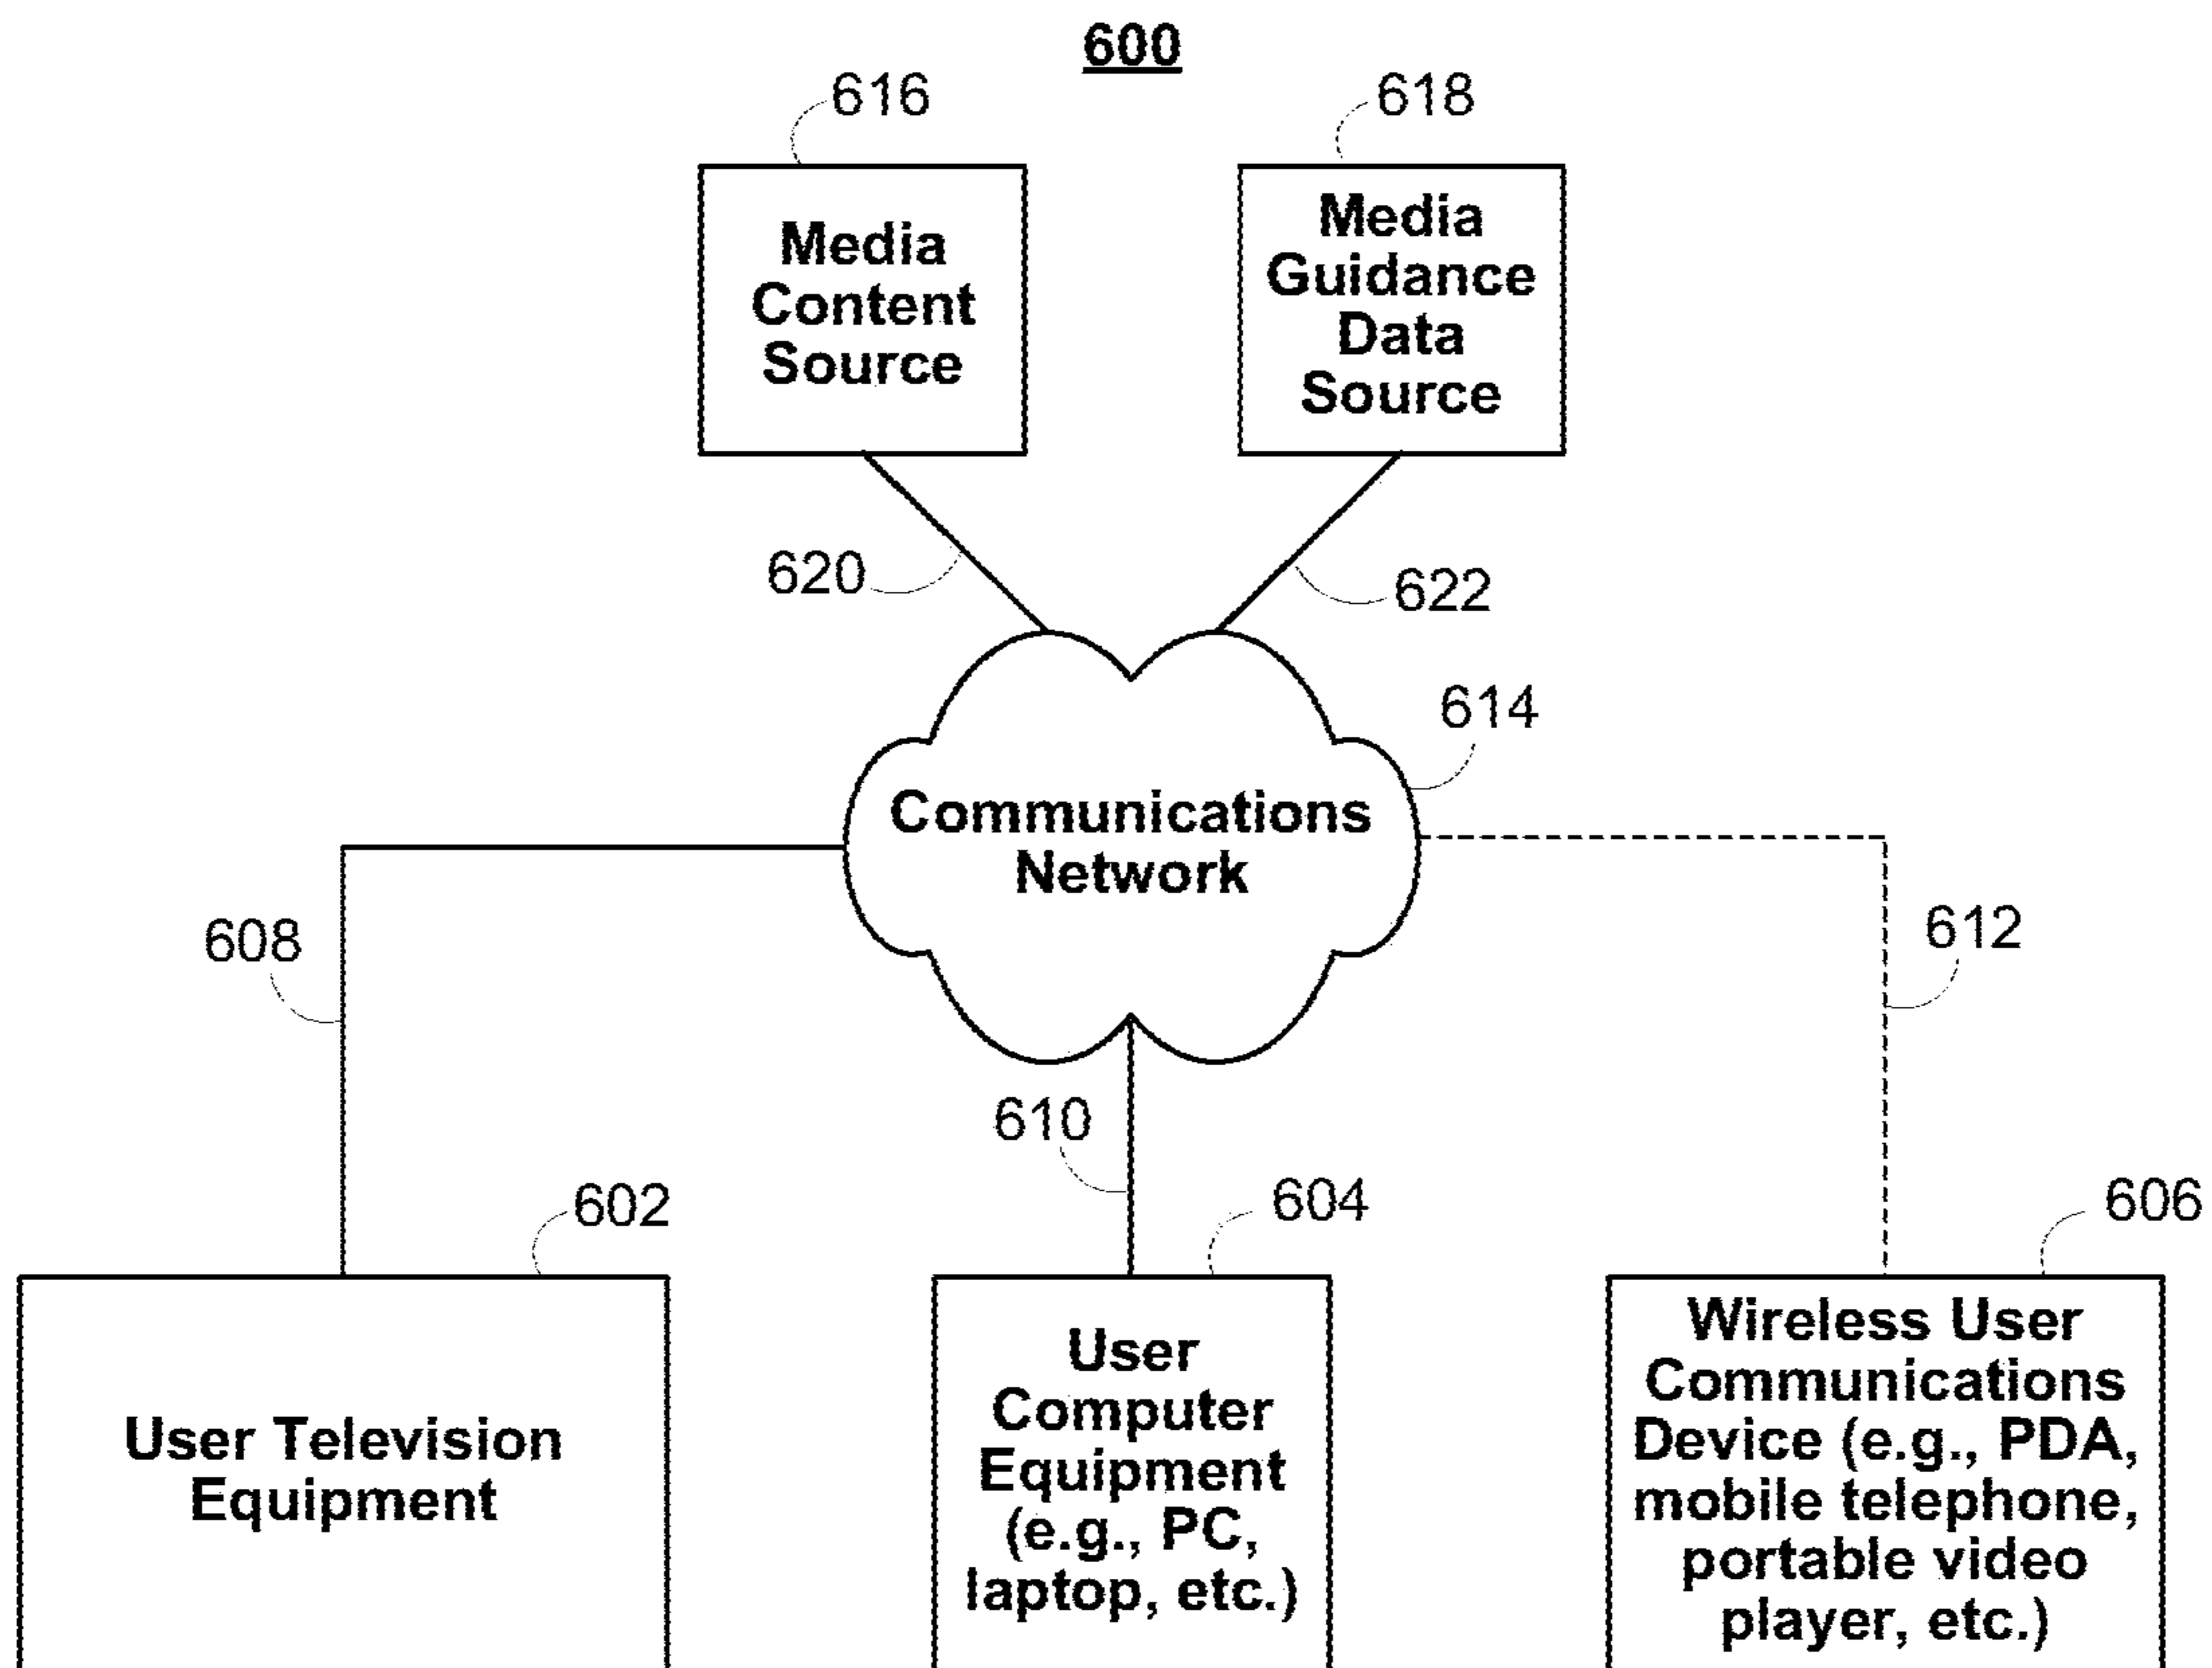 600
616
618
Media
Content
Source
Media
Guidance
Data
Source
620
622
614
Communications
Network
608
612
610
602
604
606
User Television
Equipment
User
Computer
Equipment
(e.g., PC,
laptop, etc.)
Wireless User
Communications
Device (e.g., PDA,
mobile telephone,
portable video
player, etc.)